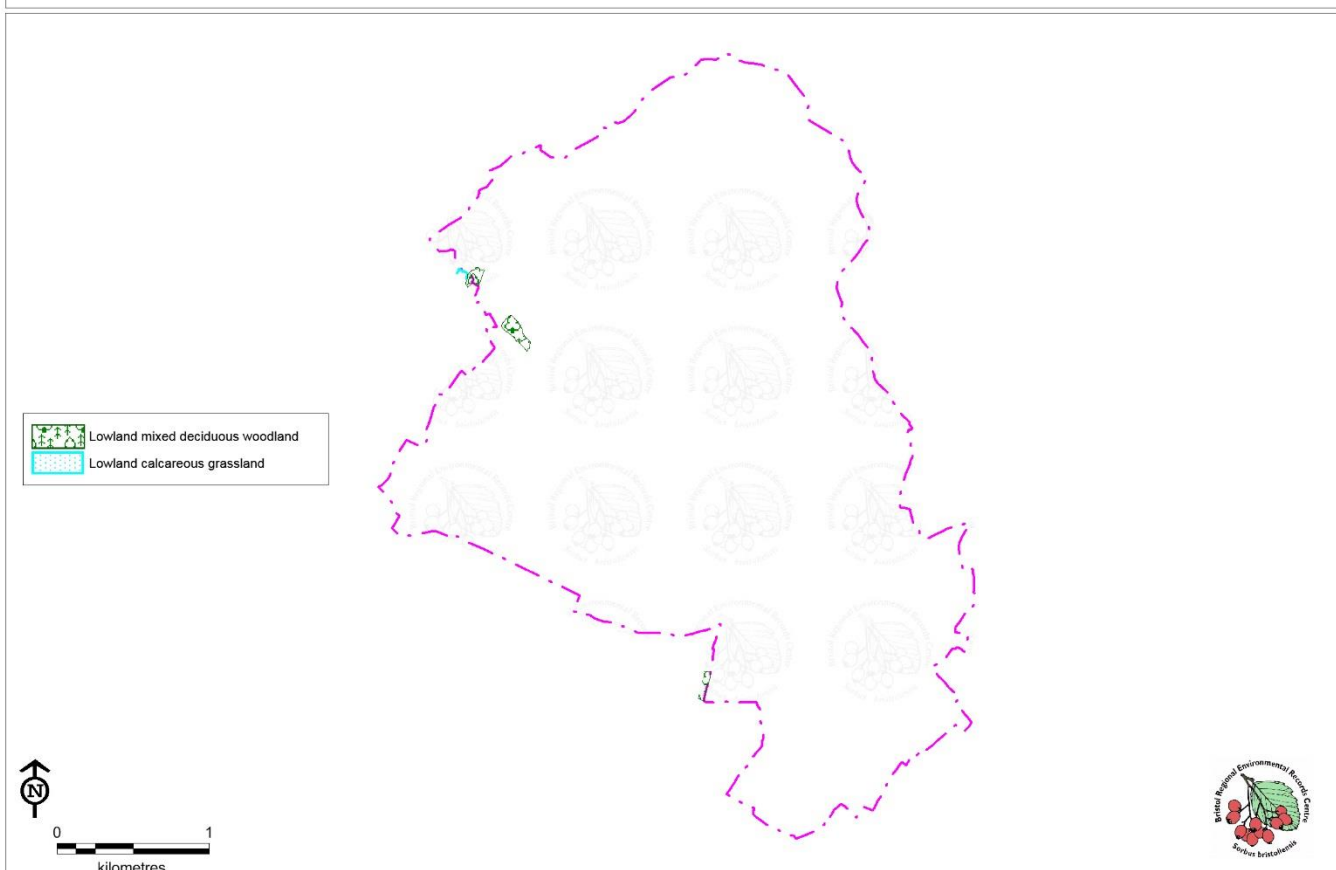 Lowland mixed deciduous woodland
Lowland calcareous grassland
N
0 1
kilometres
Bristol Regional Environmental Records Centre
Sorbus bristoliensis